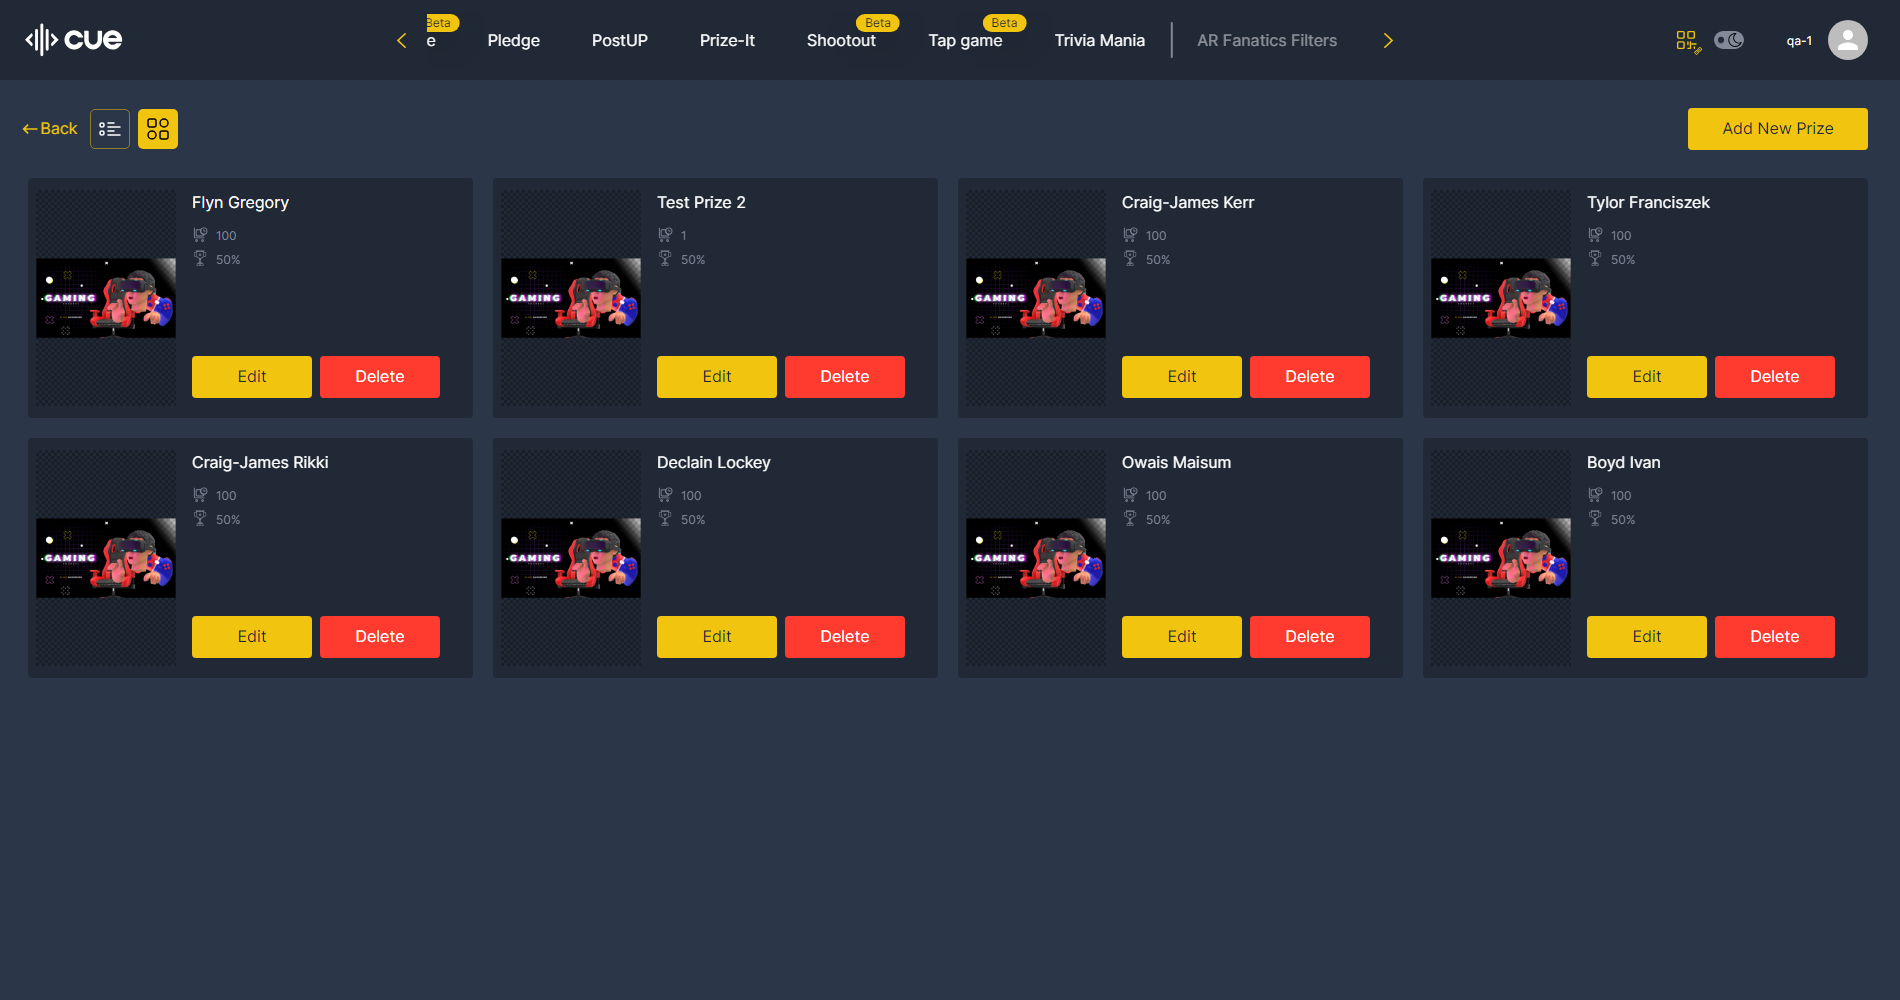 cue
Beta
e
Pledge
PostUP
Prize-It
Beta
Shootout
Beta
Tap game
Trivia Mania
AR Fanatics Filters
qa-1
Back
Add New Prize
Flyn Gregory
100
50%
GAMING
Edit
Delete
Test Prize 2
1
50%
GAMING
Edit
Delete
Craig-James Kerr
100
50%
GAMING
Edit
Delete
Tylor Franciszek
100
50%
GAMING
Edit
Delete
Craig-James Rikki
100
50%
GAMING
Edit
Delete
Declain Lockey
100
50%
GAMING
Edit
Delete
Owais Maisum
100
50%
GAMING
Edit
Delete
Boyd Ivan
100
50%
GAMING
Edit
Delete